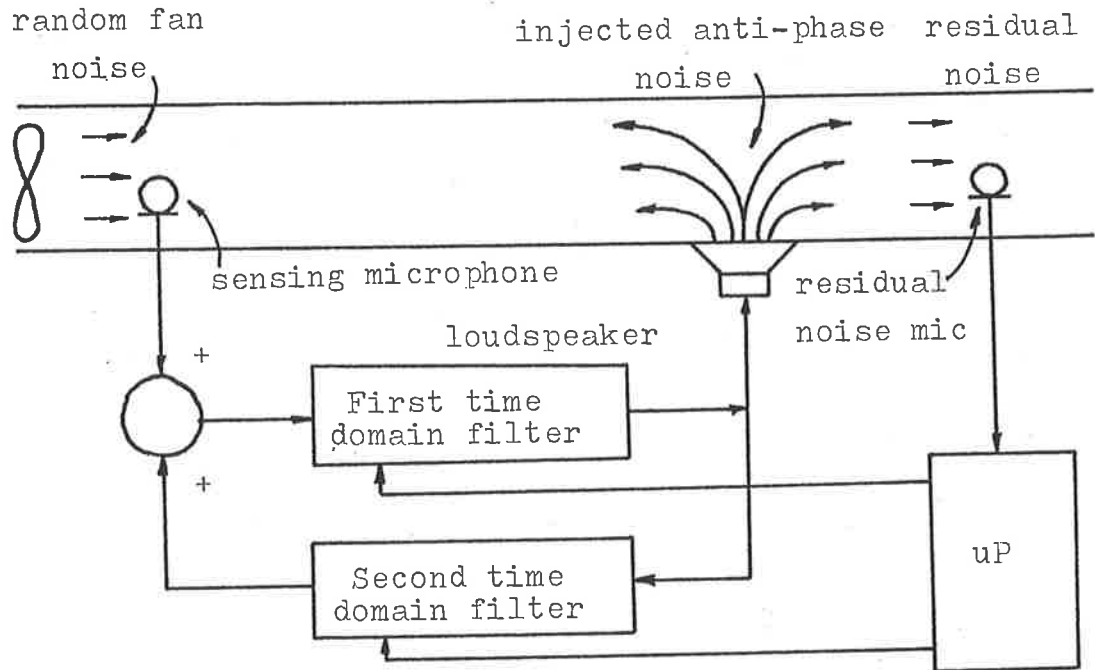 random fan
noise
injected anti-phase
noise
residual
noise
sensing microphone
residual
noise mic
loudspeaker
+
First time
domain filter
+
Second time
domain filter
uP